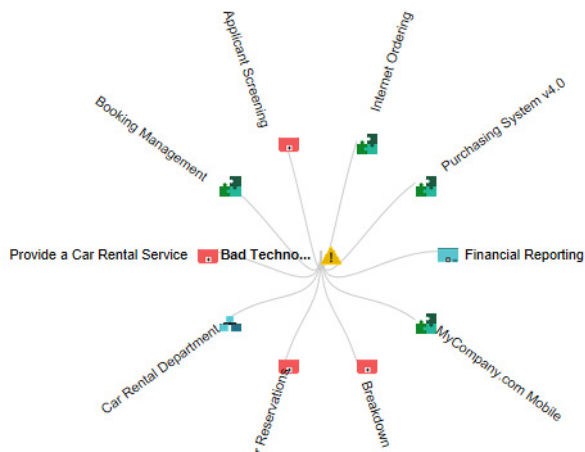 Applicant Screening
Internet Ordering
Booking Management
Purchasing System v4.0
Provide a Car Rental Service
Bad Techno...
Financial Reporting
Car Rental Department
MyCompany.com Mobile
Reservations
Breakdown